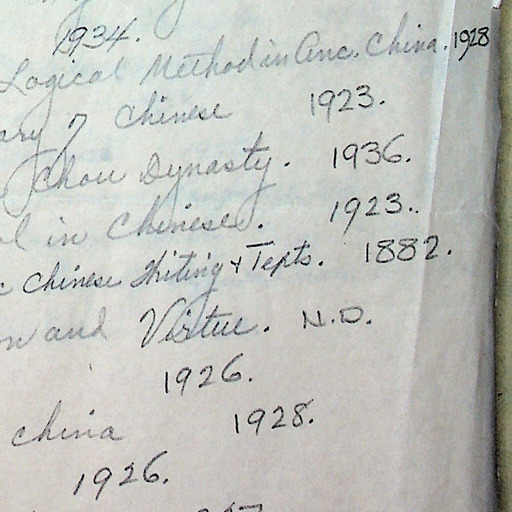 1934.
Logical Method in Anc. China. 1928
ary of Chinese 1923.
Chou Dynasty. 1936.
l in Chinese. 1923.
c Chinese Writing & Texts. 1882.
n and Virtue. N.D.
1926.
China 1928.
1926.